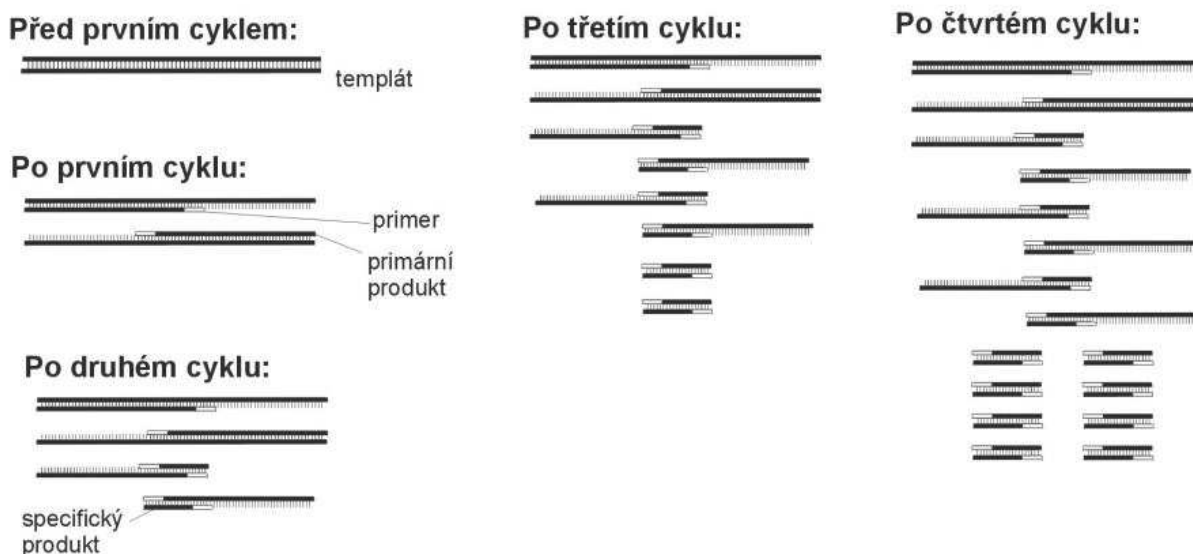 Před prvním cyklem:
templát
Po prvním cyklu:
primer
primární
produkt
Po druhém cyklu:
specifický
produkt
Po třetím cyklu:
Po čtvrtém cyklu: